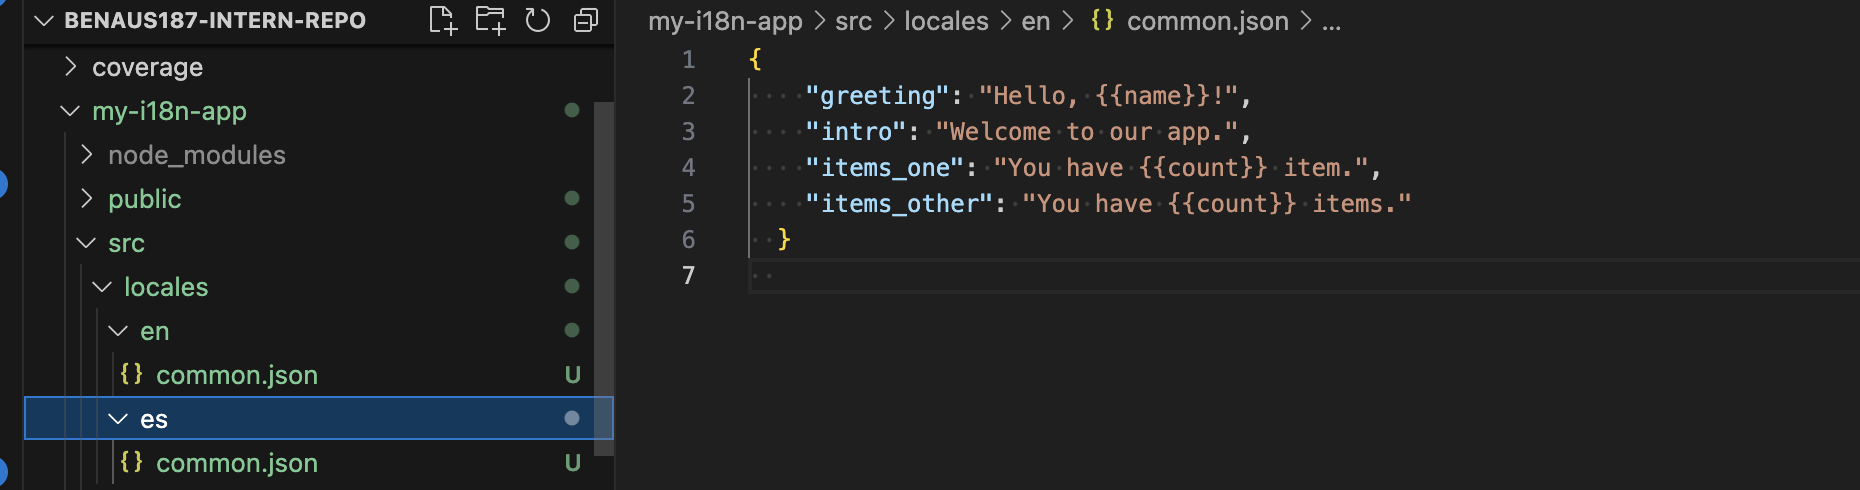 BENAUS187-INTERN-REPO
coverage
my-i18n-app
node_modules
public
src
locales
en
{} common.json U
es
{} common.json U
my-i18n-app > src > locales > en > {} common.json > ...
1 {
2 "greeting": "Hello, {{name}}!",
3 "intro": "Welcome to our app.",
4 "items_one": "You have {{count}} item.",
5 "items_other": "You have {{count}} items."
6 }
7